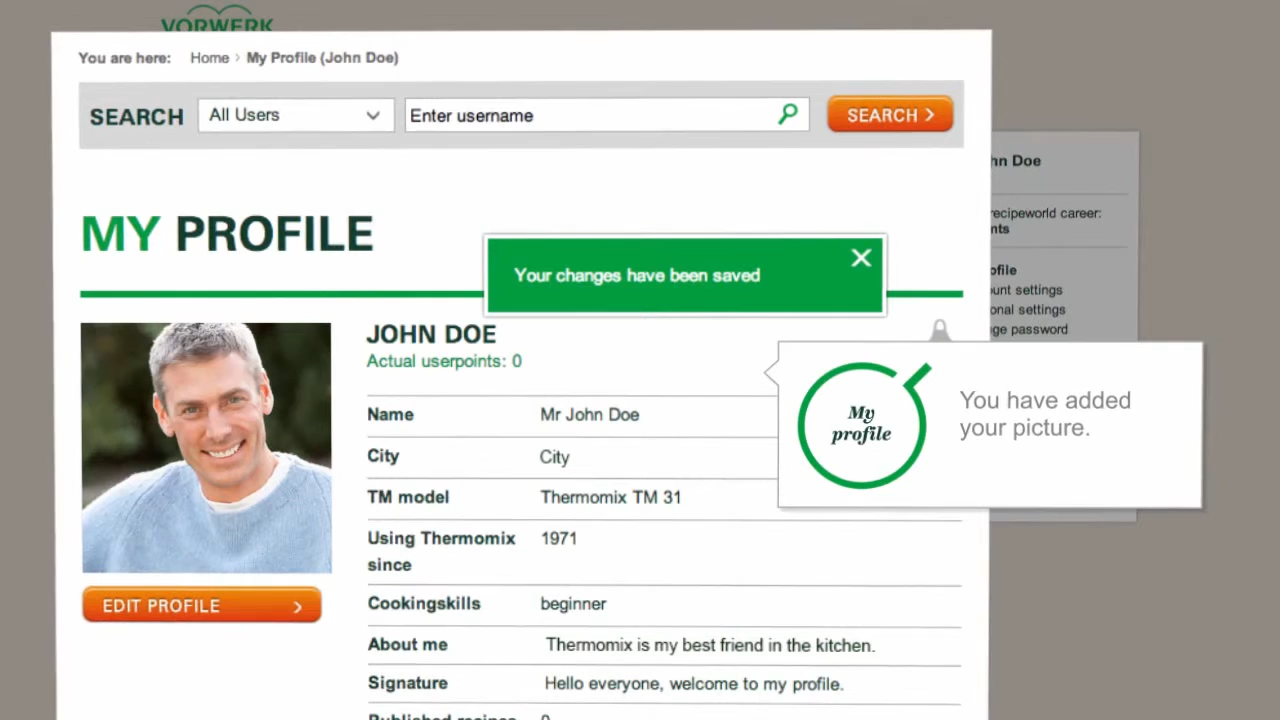 VORWERK
You are here: Home › My Profile (John Doe)
SEARCH All Users Enter username SEARCH
hn Doe
recipeworld career:
nts
MY PROFILE
Your changes have been saved
ofile
unt settings
onal settings
ge password
JOHN DOE
Actual userpoints: 0
My
profile
You have added
your picture.
Name Mr John Doe
City City
TM model Thermomix TM 31
Using Thermomix 1971
since
EDIT PROFILE
Cookingskills beginner
About me Thermomix is my best friend in the kitchen.
Signature Hello everyone, welcome to my profile.
Published recipes 0